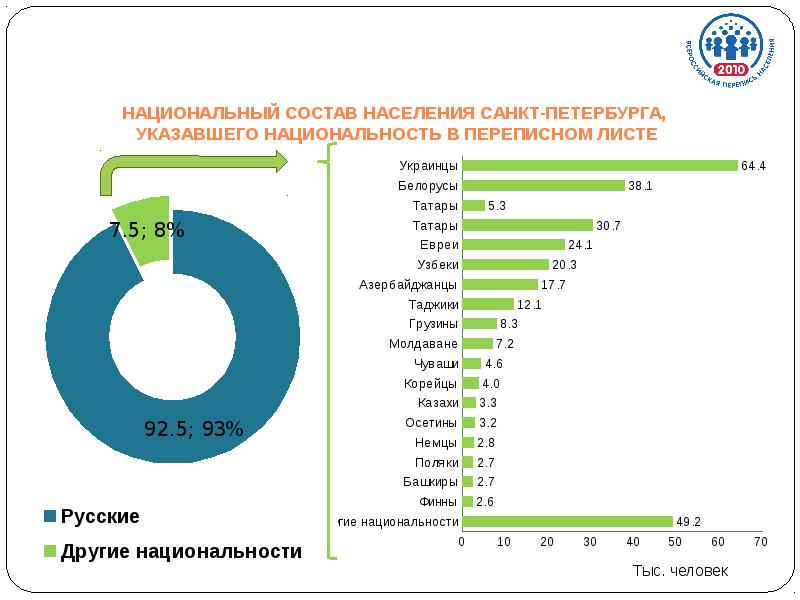 ВСЕРОССИЙСКАЯ ПЕРЕПИСЬ НАСЕЛЕНИЯ
2010
НАЦИОНАЛЬНЫЙ СОСТАВ НАСЕЛЕНИЯ САНКТ-ПЕТЕРБУРГА,
УКАЗАВШЕГО НАЦИОНАЛЬНОСТЬ В ПЕРЕПИСНОМ ЛИСТЕ
7.5; 8%
92.5; 93%
Русские
Другие национальности
Украинцы 64.4
Белорусы 38.1
Татары 5.3
Татары 30.7
Евреи 24.1
Узбеки 20.3
Азербайджанцы 17.7
Таджики 12.1
Грузины 8.3
Молдаване 7.2
Чуваши 4.6
Корейцы 4.0
Казахи 3.3
Осетины 3.2
Немцы 2.8
Поляки 2.7
Башкиры 2.7
Финны 2.6
гие национальности 49.2
0 10 20 30 40 50 60 70
Тыс. человек